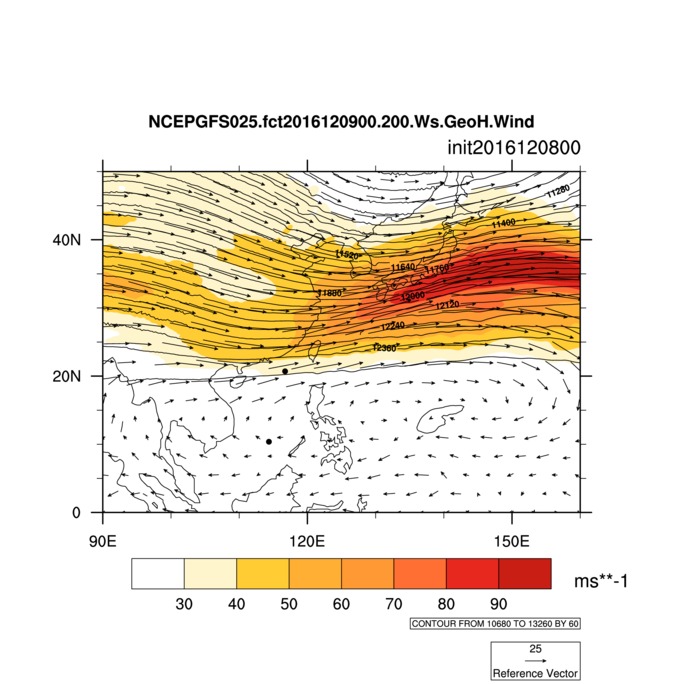 NCEPGFS025.fct2016120900.200.Ws.GeoH.Wind
init2016120800
11280
11400
40N
11520
11640
11760
11880
12000
12120
12240
12360
20N
0
90E
120E
150E
ms**-1
30
40
50
60
70
80
90
CONTOUR FROM 10680 TO 13260 BY 60
25
Reference Vector